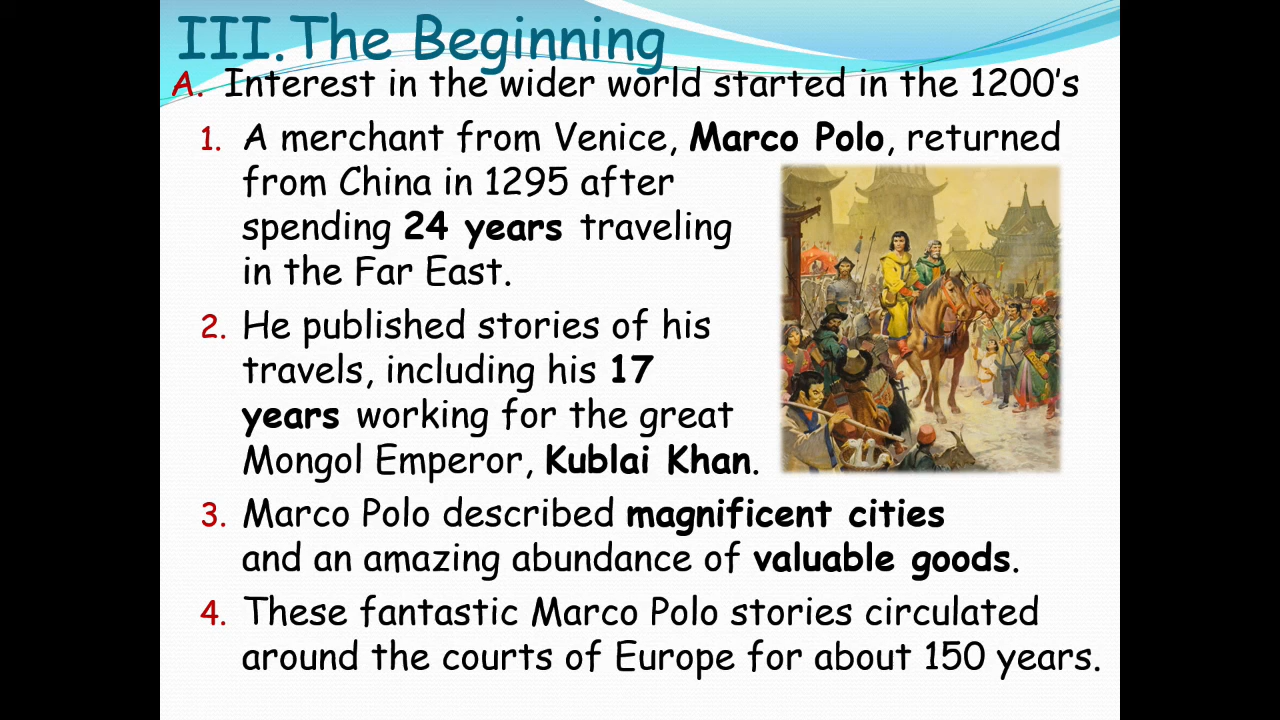 III. The Beginning
A. Interest in the wider world started in the 1200's
1. A merchant from Venice, Marco Polo, returned
from China in 1295 after
spending 24 years traveling
in the Far East.
2. He published stories of his
travels, including his 17
years working for the great
Mongol Emperor, Kublai Khan.
3. Marco Polo described magnificent cities
and an amazing abundance of valuable goods.
4. These fantastic Marco Polo stories circulated
around the courts of Europe for about 150 years.